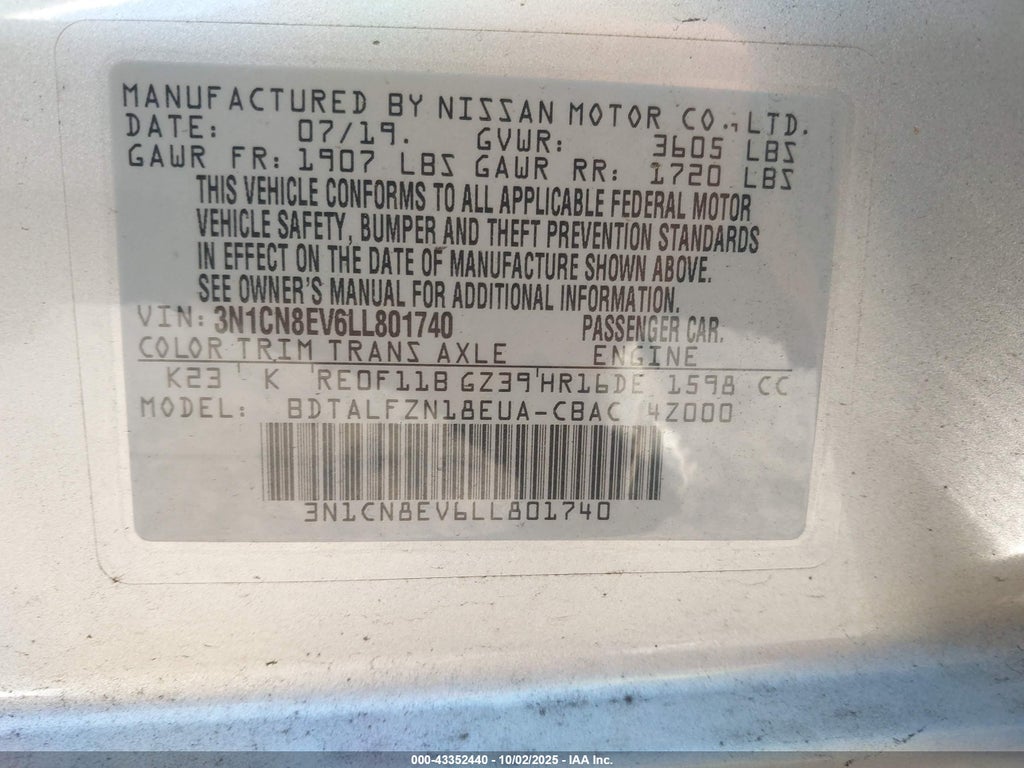 MANUFACTURED BY NISSAN MOTOR CO., LTD.
DATE: 07/19. GVWR: 3605 LBS
GAWR FR: 1907 LBS GAWR RR: 1720 LBS
THIS VEHICLE CONFORMS TO ALL APPLICABLE FEDERAL MOTOR
VEHICLE SAFETY, BUMPER AND THEFT PREVENTION STANDARDS
IN EFFECT ON THE DATE OF MANUFACTURE SHOWN ABOVE.
SEE OWNER'S MANUAL FOR ADDITIONAL INFORMATION.
VIN: 3N1CN8EV6LL801740 PASSENGER CAR.
COLOR TRIM TRANS AXLE ENGINE
K23 ' K ' RE0F11B GZ39'HR16DE 1598 CC
MODEL: BDTALFZN18EUA-CBAC 4Z000
3N1CN8EV6LL801740
000-43352440 - 10/02/2025 - IAA Inc.